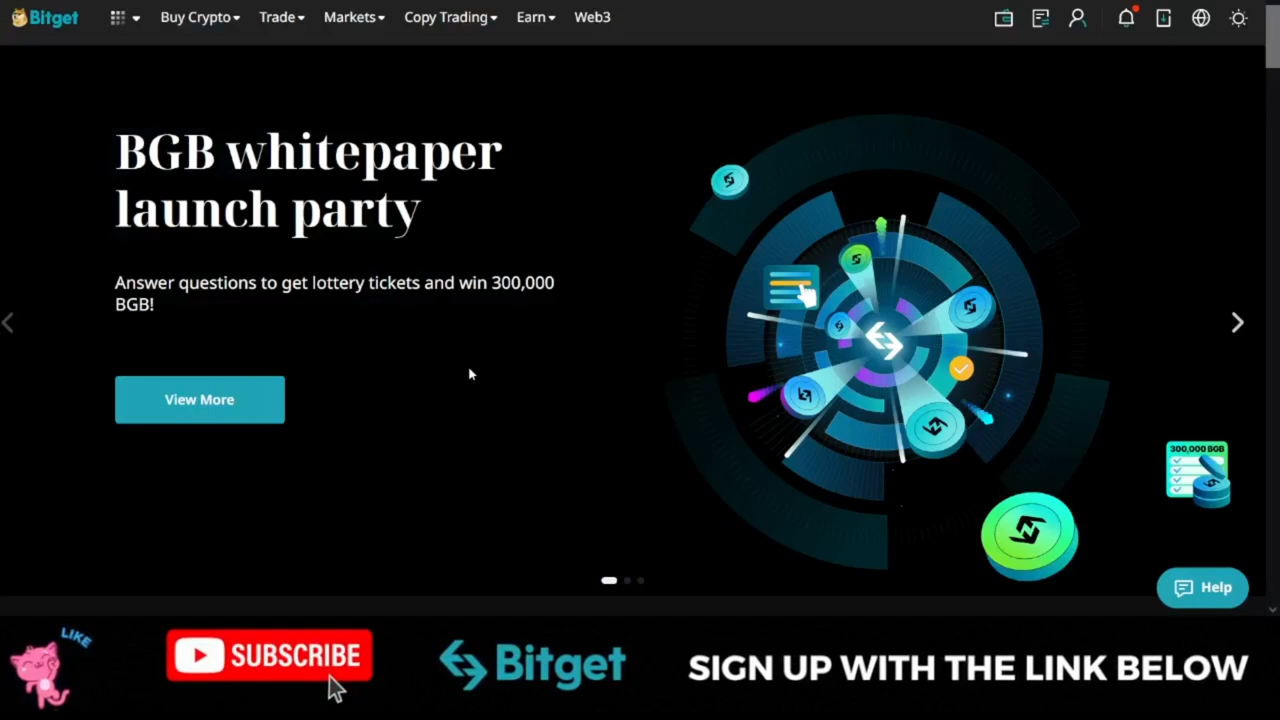 Bitget
Buy Crypto
Trade
Markets
Copy Trading
Earn
Web3
BGB whitepaper
launch party
Answer questions to get lottery tickets and win 300,000
BGB!
View More
300,000 BGB
Help
LIKE
SUBSCRIBE
Bitget
SIGN UP WITH THE LINK BELOW